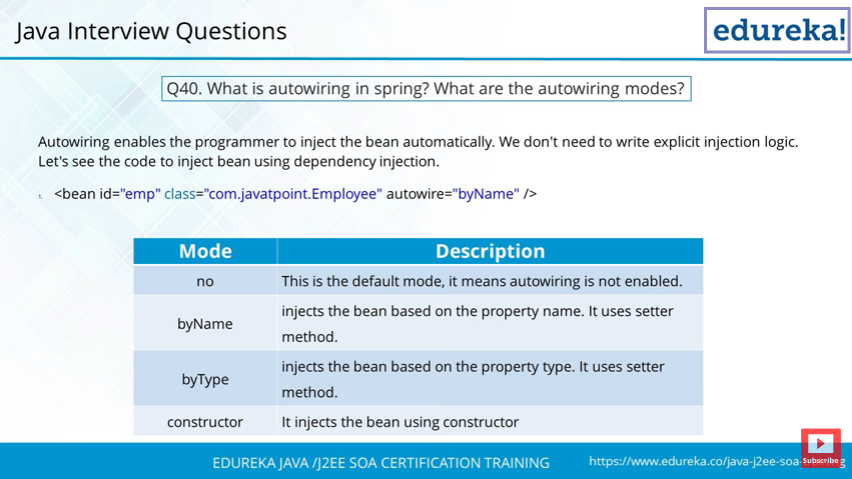 Java Interview Questions
edureka!
Q40. What is autowiring in spring? What are the autowiring modes?
Autowiring enables the programmer to inject the bean automatically. We don't need to write explicit injection logic.
Let's see the code to inject bean using dependency injection.
1. <bean id="emp" class="com.javatpoint.Employee" autowire="byName" />
Mode Description
no This is the default mode, it means autowiring is not enabled.
byName injects the bean based on the property name. It uses setter
method.
byType injects the bean based on the property type. It uses setter
method.
constructor It injects the bean using constructor
EDUREKA JAVA /J2EE SOA CERTIFICATION TRAINING
https://www.edureka.co/java-j2ee-soa-
Subscribe